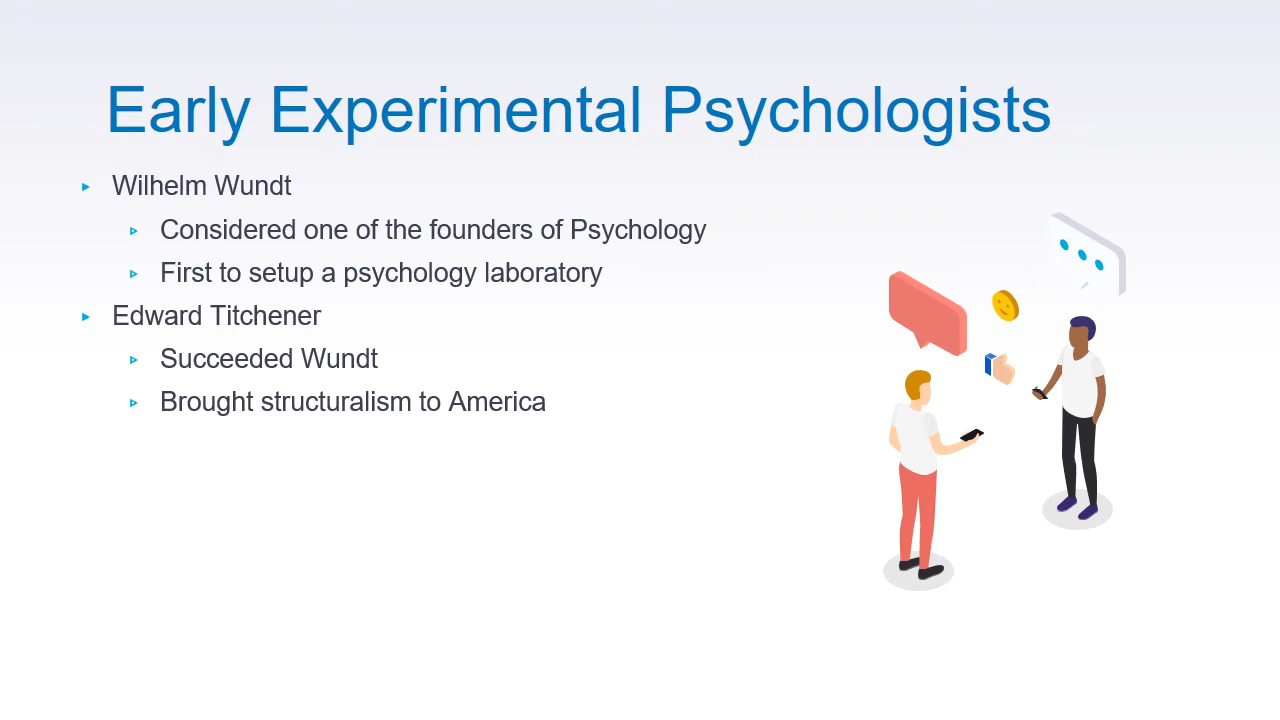 Early Experimental Psychologists
Wilhelm Wundt
Considered one of the founders of Psychology
First to setup a psychology laboratory
Edward Titchener
Succeeded Wundt
Brought structuralism to America